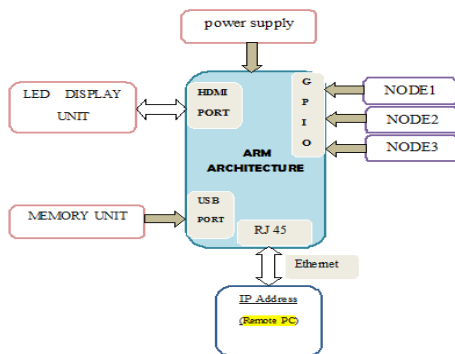 power supply
LED DISPLAY
UNIT
HDMI
PORT
G
P
I
O
NODE1
NODE2
NODE3
ARM
ARCHITECTURE
MEMORY UNIT
USB
PORT
RJ 45
Ethernet
IP Address
(Remote PC)